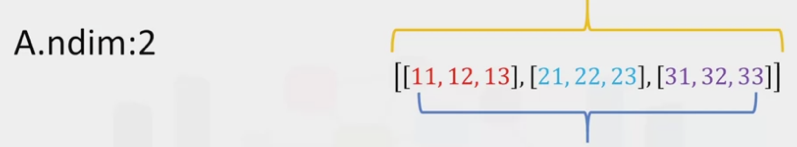 A.ndim:2
[[11, 12, 13], [21, 22, 23], [31, 32, 33]]